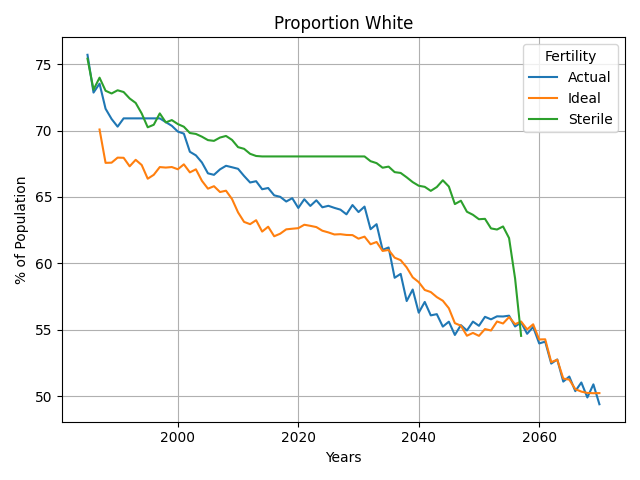 Proportion White
% of Population
75
70
65
60
55
50
Fertility
Actual
Ideal
Sterile
2000
2020
2040
2060
Years